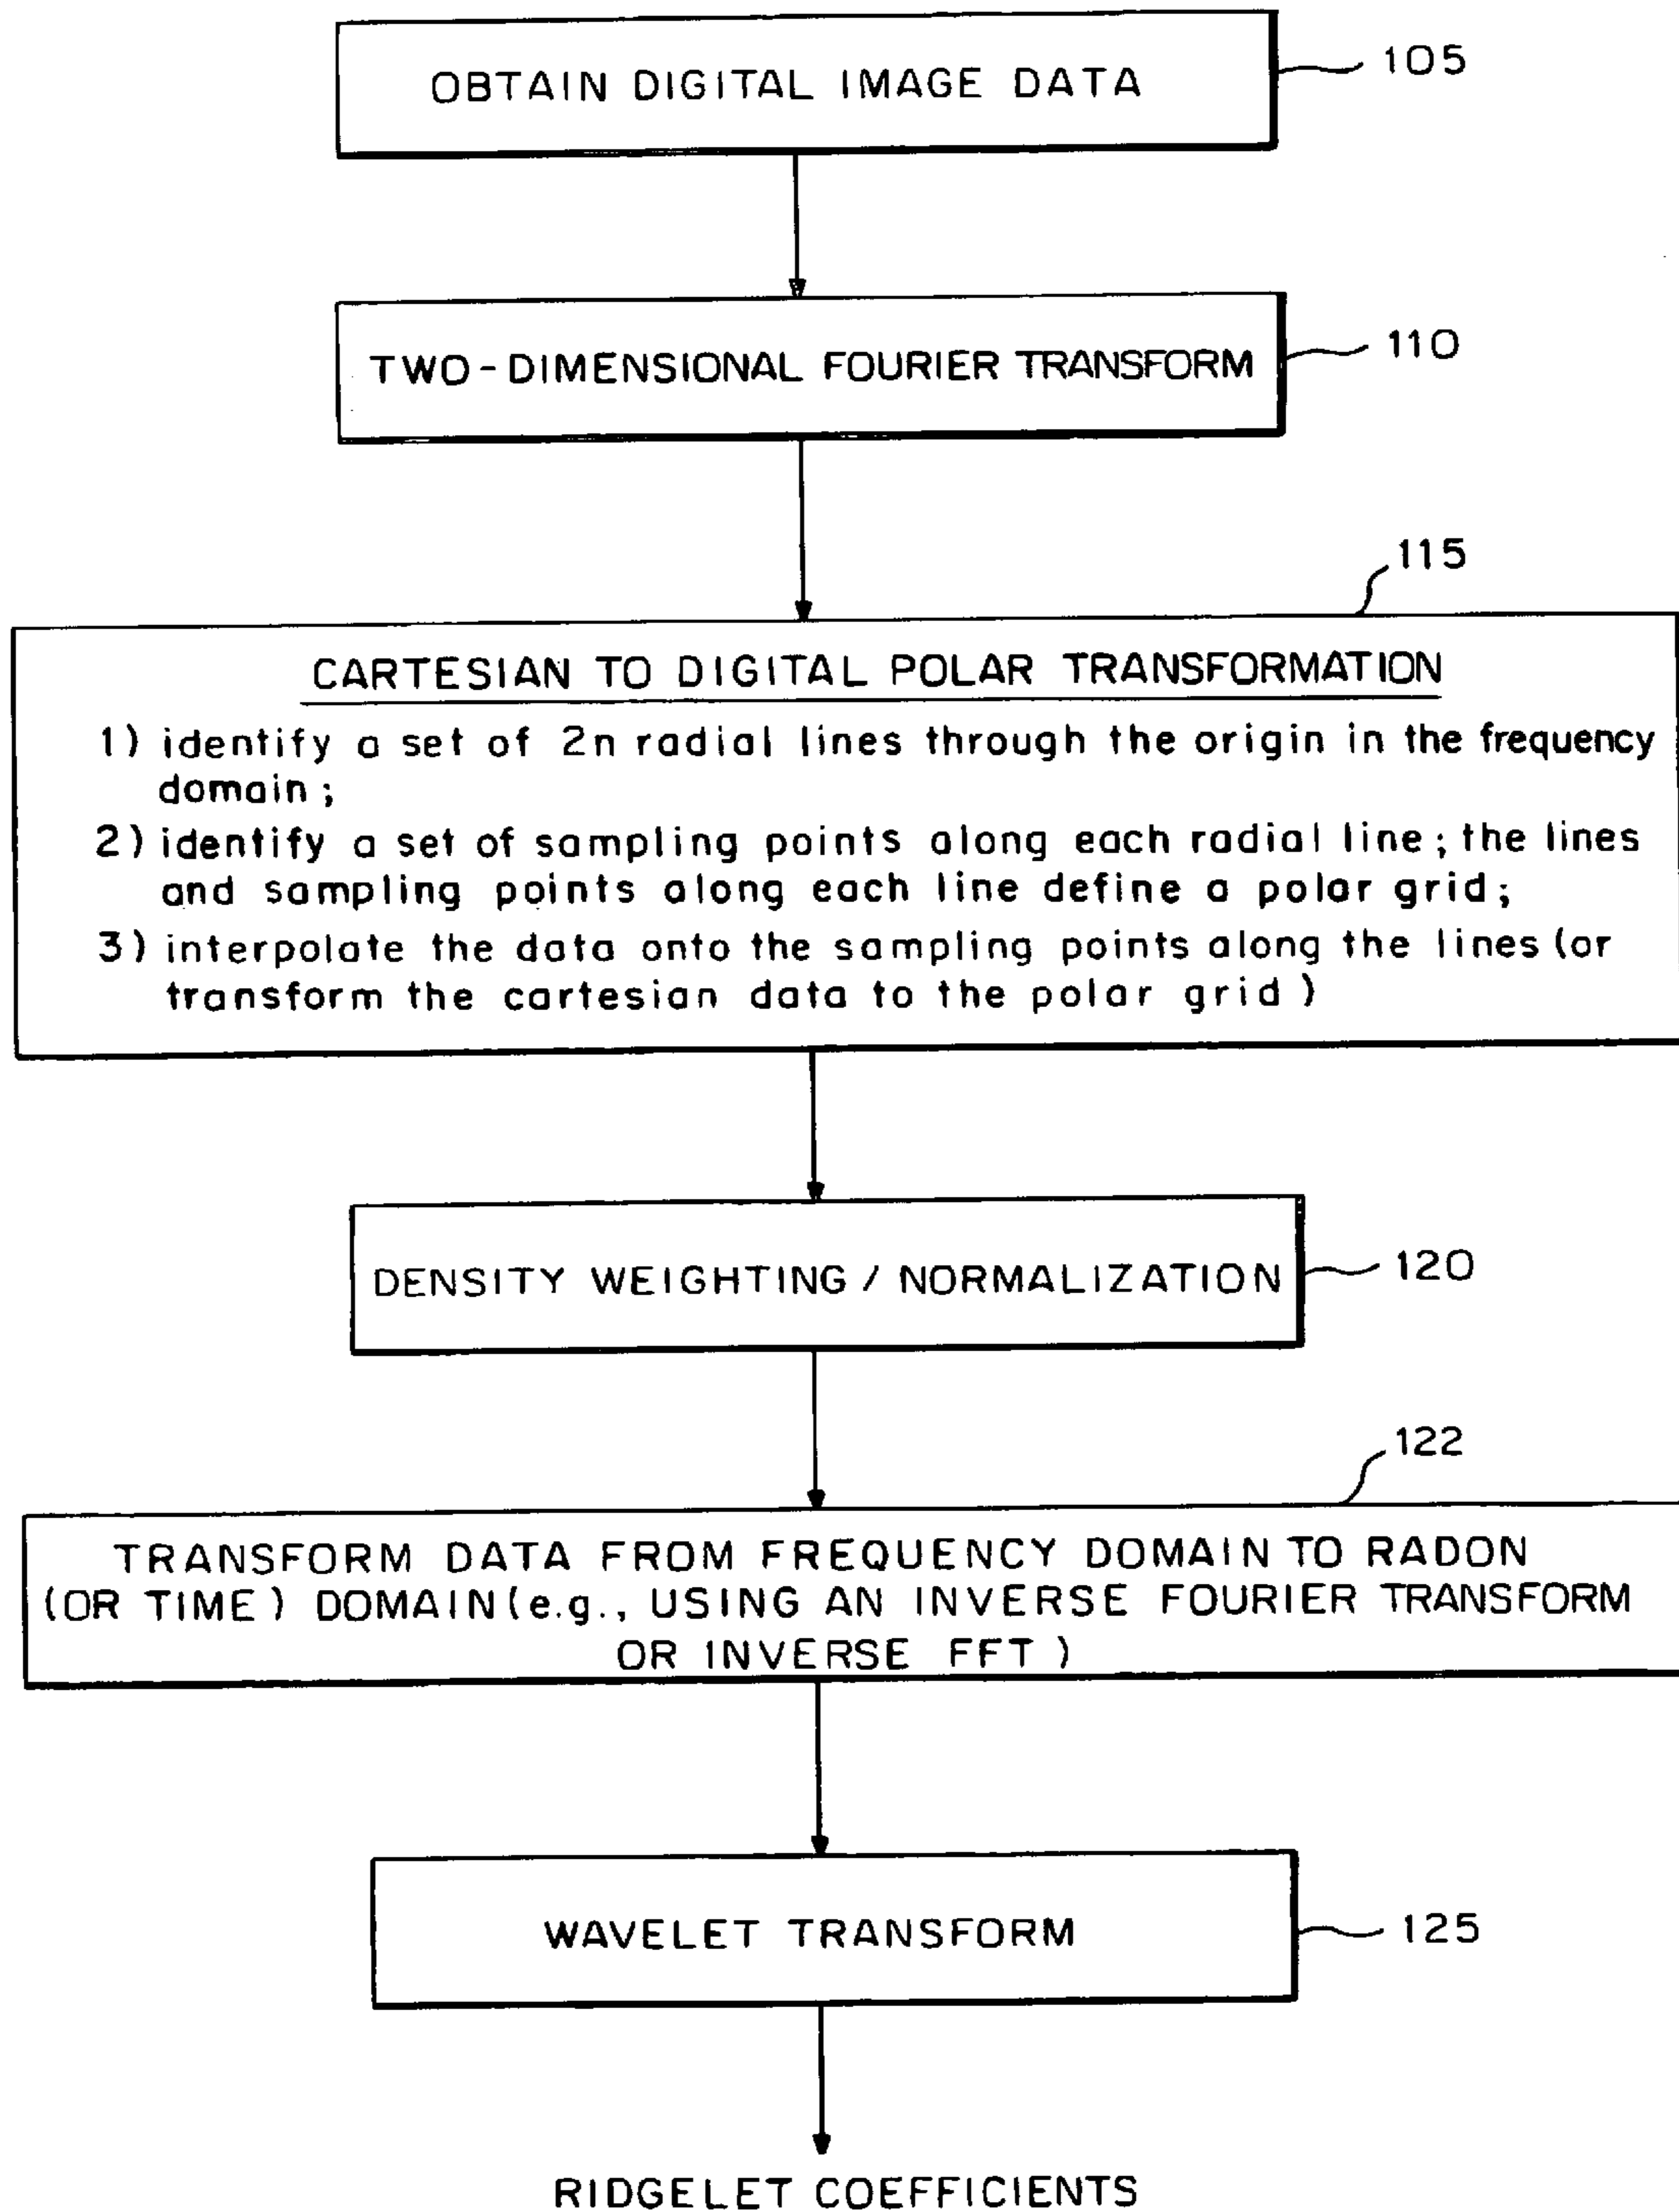 OBTAIN DIGITAL IMAGE DATA
105
TWO-DIMENSIONAL FOURIER TRANSFORM
110
115
CARTESIAN TO DIGITAL POLAR TRANSFORMATION
1) identify a set of 2n radial lines through the origin in the frequency
domain;
2) identify a set of sampling points along each radial line; the lines
and sampling points along each line define a polar grid;
3) interpolate the data onto the sampling points along the lines (or
transform the cartesian data to the polar grid)
DENSITY WEIGHTING / NORMALIZATION
120
122
TRANSFORM DATA FROM FREQUENCY DOMAIN TO RADON
(OR TIME) DOMAIN (e.g., USING AN INVERSE FOURIER TRANSFORM
OR INVERSE FFT)
WAVELET TRANSFORM
125
RIDGELET COEFFICIENTS